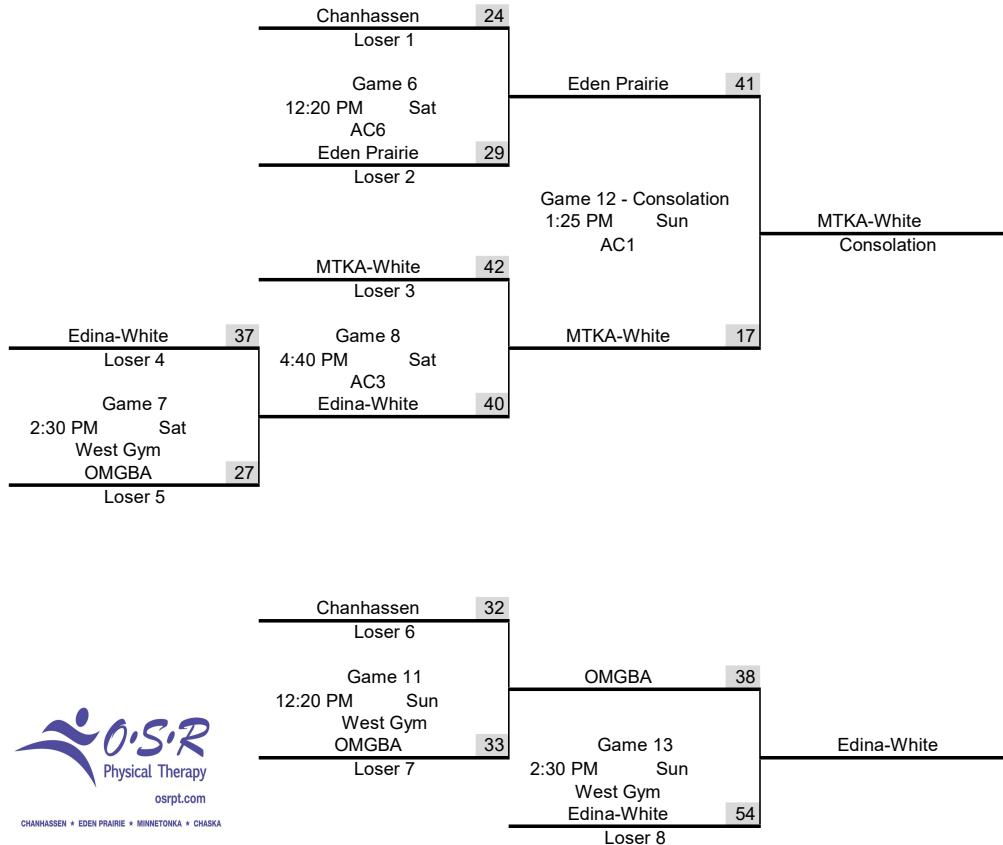 Chanhassen 24
Loser 1
Game 6
12:20 PM Sat
AC6
Eden Prairie 29
Loser 2
Eden Prairie 41
Game 12 - Consolation
1:25 PM Sun
AC1
MTKA-White
Consolation
MTKA-White 42
Loser 3
Game 8
4:40 PM Sat
AC3
Edina-White 40
MTKA-White 17
Edina-White 37
Loser 4
Game 7
2:30 PM Sat
West Gym
OMGBA 27
Loser 5
Chanhassen 32
Loser 6
Game 11
12:20 PM Sun
West Gym
OMGBA 33
Loser 7
OMGBA 38
Game 13
2:30 PM Sun
West Gym
Edina-White 54
Loser 8
Edina-White
O·S·R
Physical Therapy
osrpt.com
CHANHASSEN ★ EDEN PRAIRIE ★ MINNETONKA ★ CHASKA